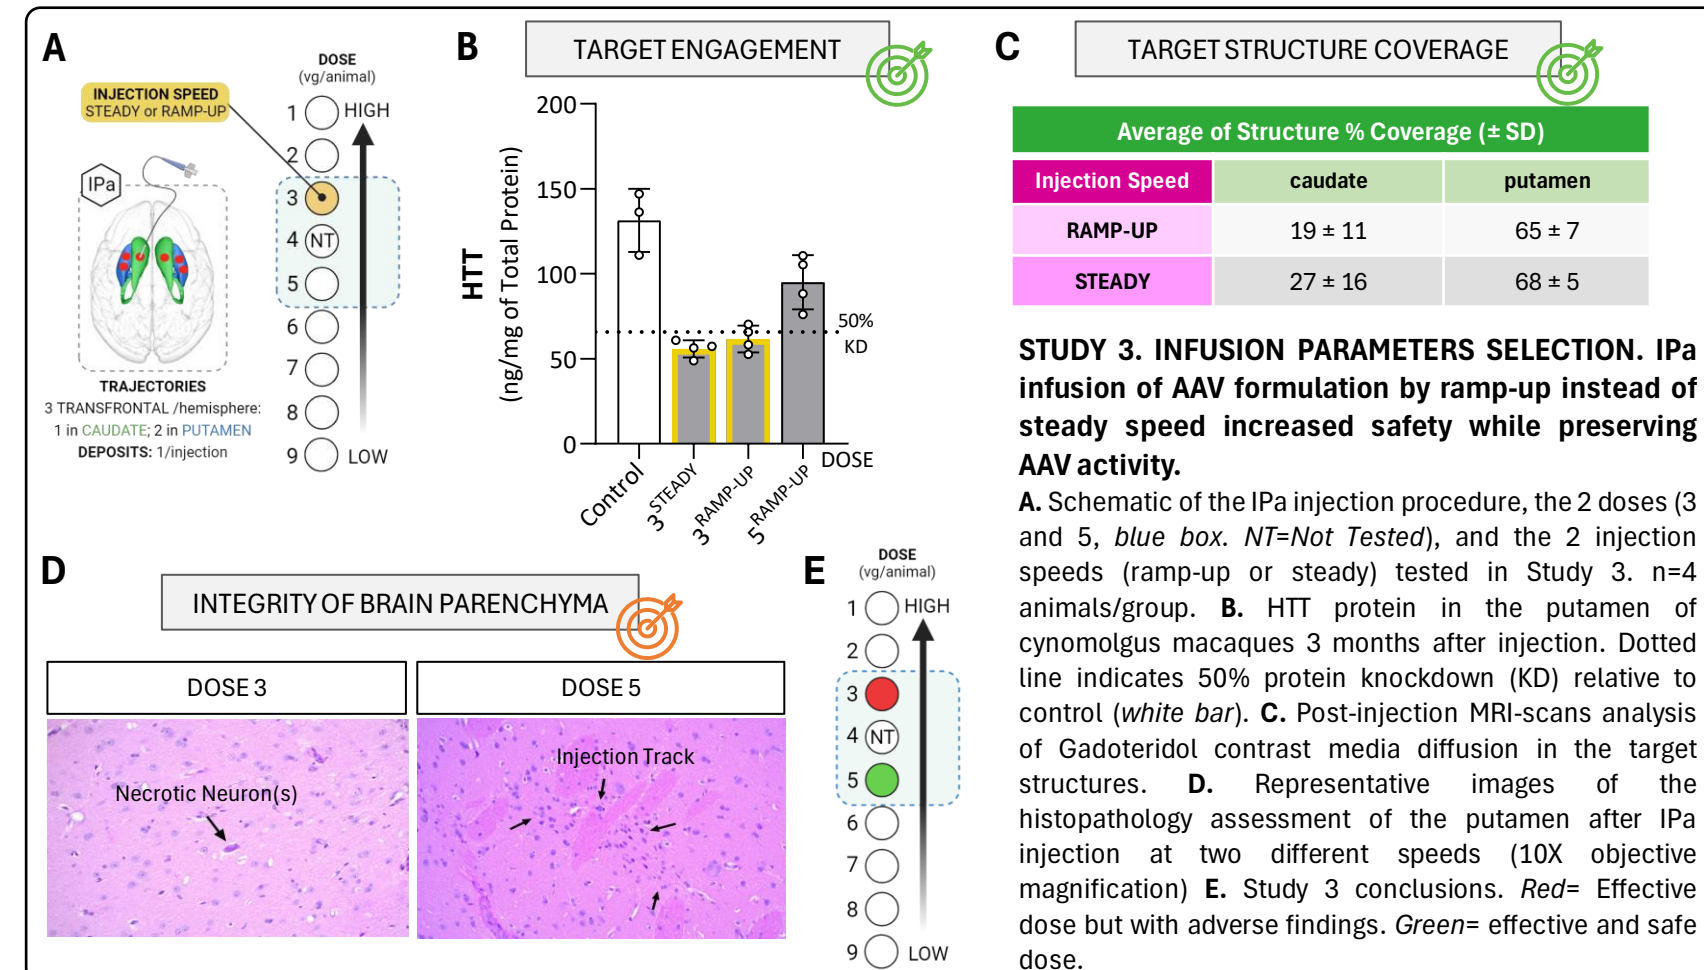 A
DOSE
(vg/animal)
INJECTION SPEED
STEADY or RAMP-UP
1
HIGH
2
3
4
NT
5
6
7
8
9
LOW
IPa
TRAJECTORIES
3 TRANSFRONTAL /hemisphere:
1 in CAUDATE; 2 in PUTAMEN
DEPOSITS: 1/injection
B
TARGET ENGAGEMENT
HTT
(ng/mg of Total Protein)
200
150
100
50
0
50%
KD
DOSE
Control
3STEADY
3RAMP-UP
5RAMP-UP
C
TARGET STRUCTURE COVERAGE
Average of Structure % Coverage (± SD)
Injection Speed caudate putamen
RAMP-UP 19 ± 11 65 ± 7
STEADY 27 ± 16 68 ± 5
D
INTEGRITY OF BRAIN PARENCHYMA
DOSE 3
DOSE 5
Necrotic Neuron(s)
Injection Track
E
DOSE
(vg/animal)
1
HIGH
2
3
4
NT
5
6
7
8
9
LOW
STUDY 3. INFUSION PARAMETERS SELECTION. IPa
infusion of AAV formulation by ramp-up instead of
steady speed increased safety while preserving
AAV activity.
A. Schematic of the IPa injection procedure, the 2 doses (3
and 5, blue box. NT=Not Tested), and the 2 injection
speeds (ramp-up or steady) tested in Study 3. n=4
animals/group. B. HTT protein in the putamen of
cynomolgus macaques 3 months after injection. Dotted
line indicates 50% protein knockdown (KD) relative to
control (white bar). C. Post-injection MRI-scans analysis
of Gadoteridol contrast media diffusion in the target
structures. D. Representative images of the
histopathology assessment of the putamen after IPa
injection at two different speeds (10X objective
magnification) E. Study 3 conclusions. Red= Effective
dose but with adverse findings. Green= effective and safe
dose.